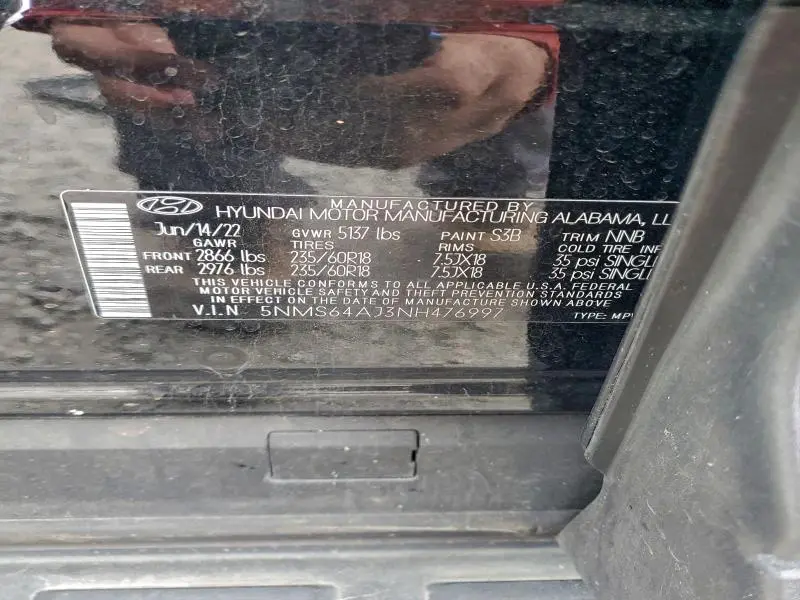 MANUFACTURED BY
HYUNDAI MOTOR MANUFACTURING ALABAMA, LL
Jun/14/22 GVWR 5137 lbs PAINT S3B TRIM NNB
GAWR TIRES RIMS COLD TIRE INF
FRONT 2866 lbs 235/60R18 7.5JX18 35 psi SINGL
REAR 2976 lbs 235/60R18 7.5JX18 35 psi SINGL
THIS VEHICLE CONFORMS TO ALL APPLICABLE U.S.A. FEDERAL
MOTOR VEHICLE SAFETY AND THEFT PREVENTION STANDARDS
IN EFFECT ON THE DATE OF MANUFACTURE SHOWN ABOVE
V.I.N 5NMS64AJ3NH476997 TYPE: MP